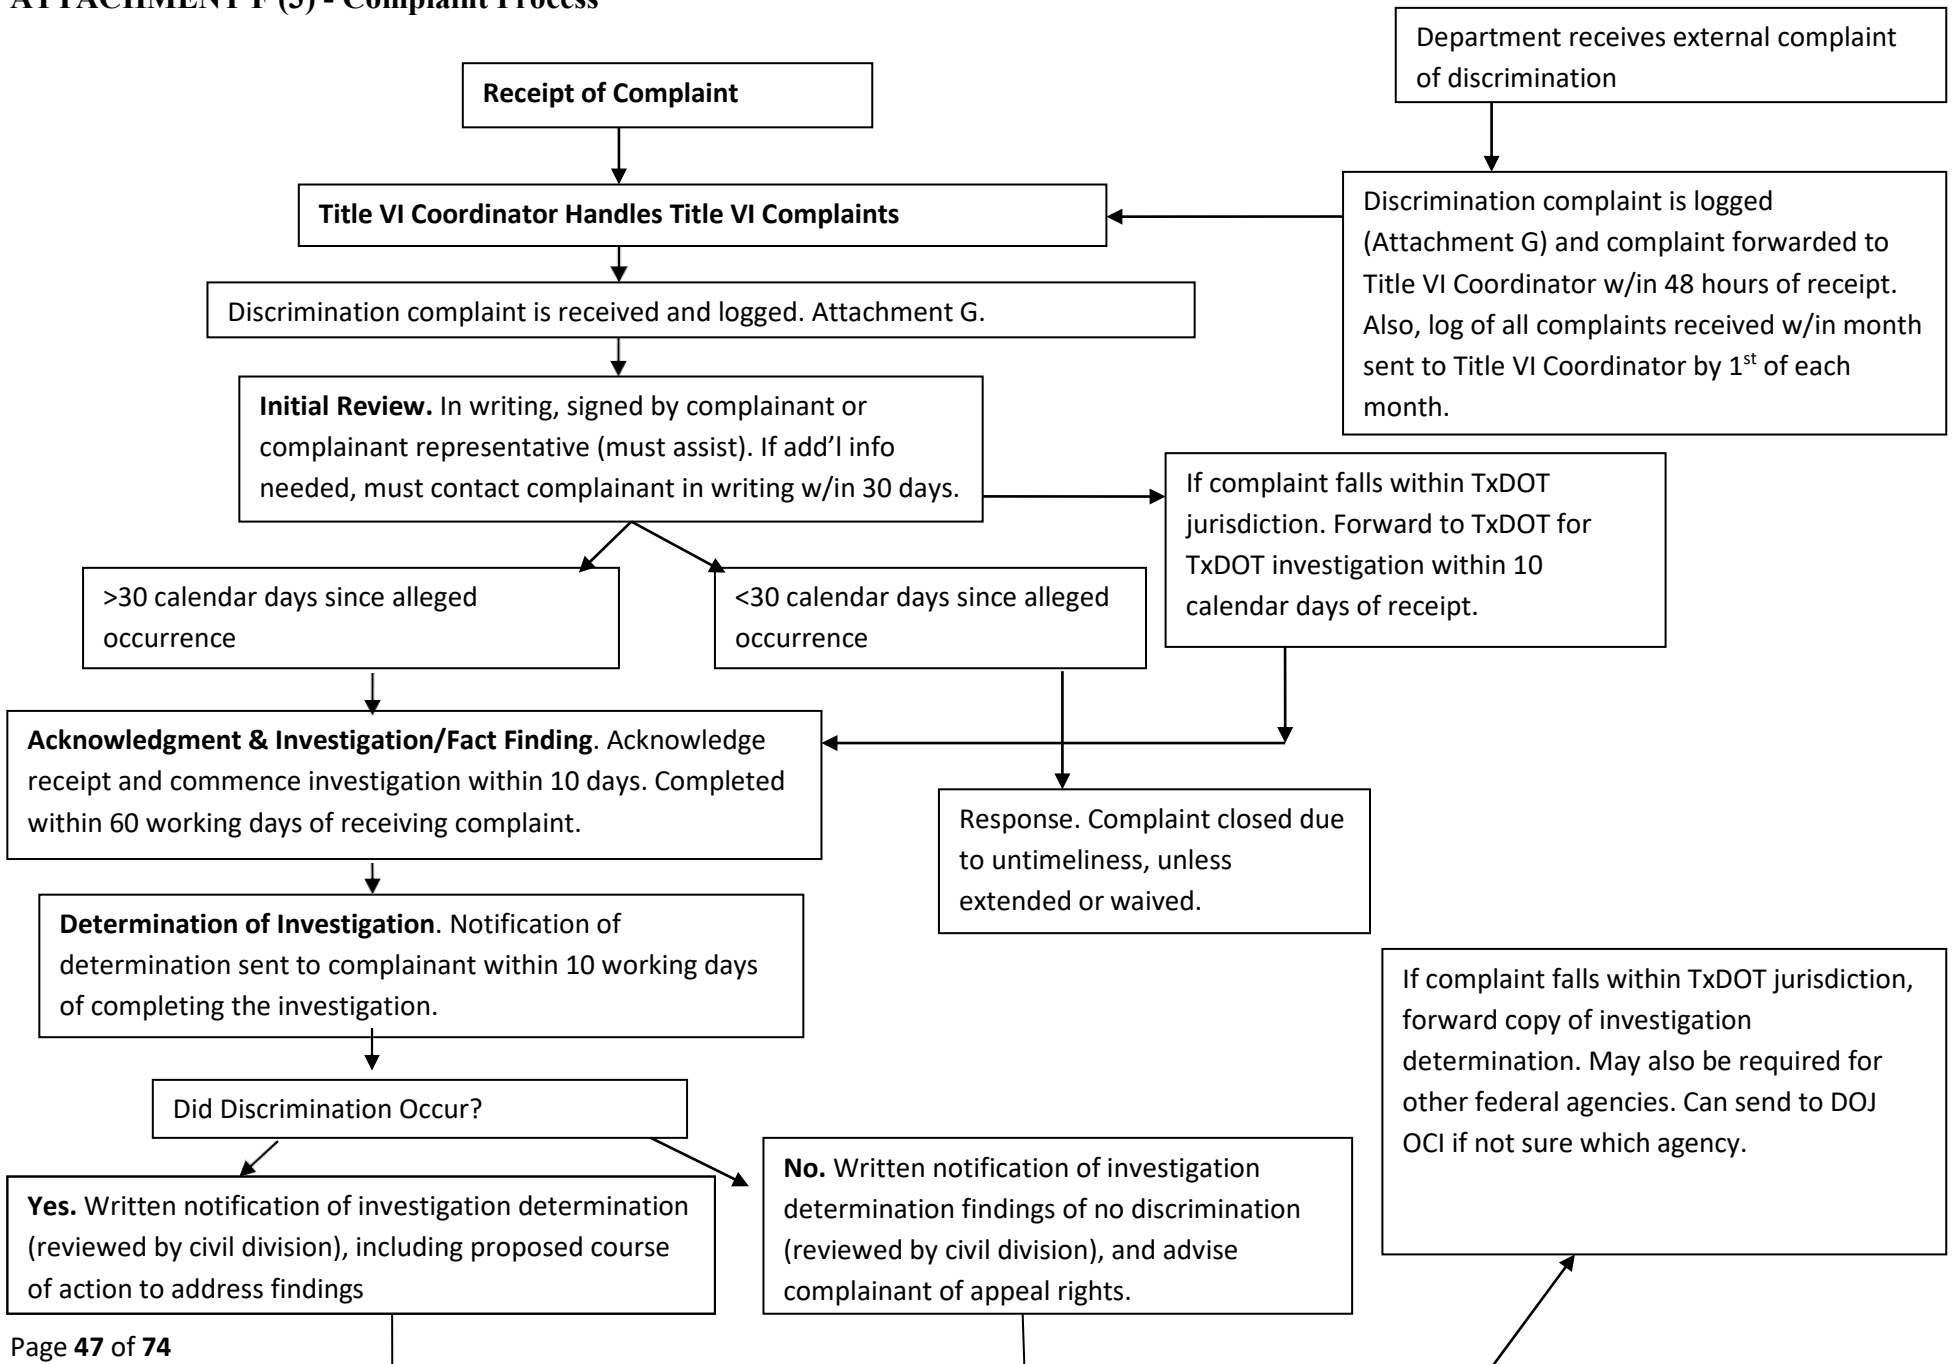 ATTACHMENT F (3) - Complaint Process
Department receives external complaint
of discrimination
Receipt of Complaint
Title VI Coordinator Handles Title VI Complaints
Discrimination complaint is logged
(Attachment G) and complaint forwarded to
Title VI Coordinator w/in 48 hours of receipt.
Also, log of all complaints received w/in month
sent to Title VI Coordinator by 1st of each
month.
Discrimination complaint is received and logged. Attachment G.
Initial Review. In writing, signed by complainant or
complainant representative (must assist). If add’l info
needed, must contact complainant in writing w/in 30 days.
If complaint falls within TxDOT
jurisdiction. Forward to TxDOT for
TxDOT investigation within 10
calendar days of receipt.
>30 calendar days since alleged
occurrence
<30 calendar days since alleged
occurrence
Acknowledgment & Investigation/Fact Finding. Acknowledge
receipt and commence investigation within 10 days. Completed
within 60 working days of receiving complaint.
Response. Complaint closed due
to untimeliness, unless
extended or waived.
Determination of Investigation. Notification of
determination sent to complainant within 10 working days
of completing the investigation.
If complaint falls within TxDOT jurisdiction,
forward copy of investigation
determination. May also be required for
other federal agencies. Can send to DOJ
OCI if not sure which agency.
Did Discrimination Occur?
Yes. Written notification of investigation determination
(reviewed by civil division), including proposed course
of action to address findings
No. Written notification of investigation
determination findings of no discrimination
(reviewed by civil division), and advise
complainant of appeal rights.
Page 47 of 74